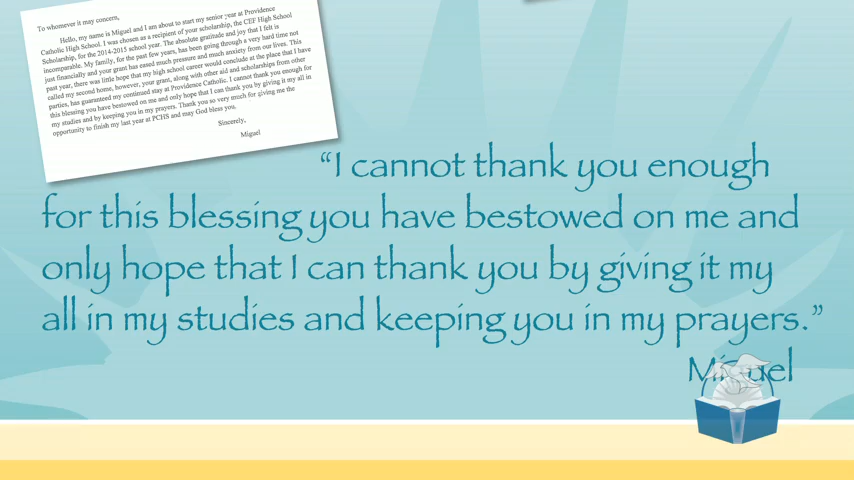 To whomever it may concern,
Hello, my name is Miguel and I am about to start my senior year at Providence
Catholic High School. I was chosen as a recipient of your scholarship, the CEF High School
Scholarship, for the 2014-2015 school year. The absolute gratitude and joy that I felt is
incomparable. My family, for the past few years, has been going through a very hard time not
just financially and your grant has eased much pressure and much anxiety from our lives. This
past year, there was little hope that my high school career would conclude at the place that I have
called my second home, however, your grant, along with other aid and scholarships from other
parties, has guaranteed my continued stay at Providence Catholic. I cannot thank you enough for
this blessing you have bestowed on me and only hope that I can thank you by giving it my all in
my studies and by keeping you in my prayers. Thank you so very much for giving me the
opportunity to finish my last year at PCHS and may God bless you.
Sincerely,
Miguel
“I cannot thank you enough
for this blessing you have bestowed on me and
only hope that I can thank you by giving it my
all in my studies and keeping you in my prayers.”
Miguel